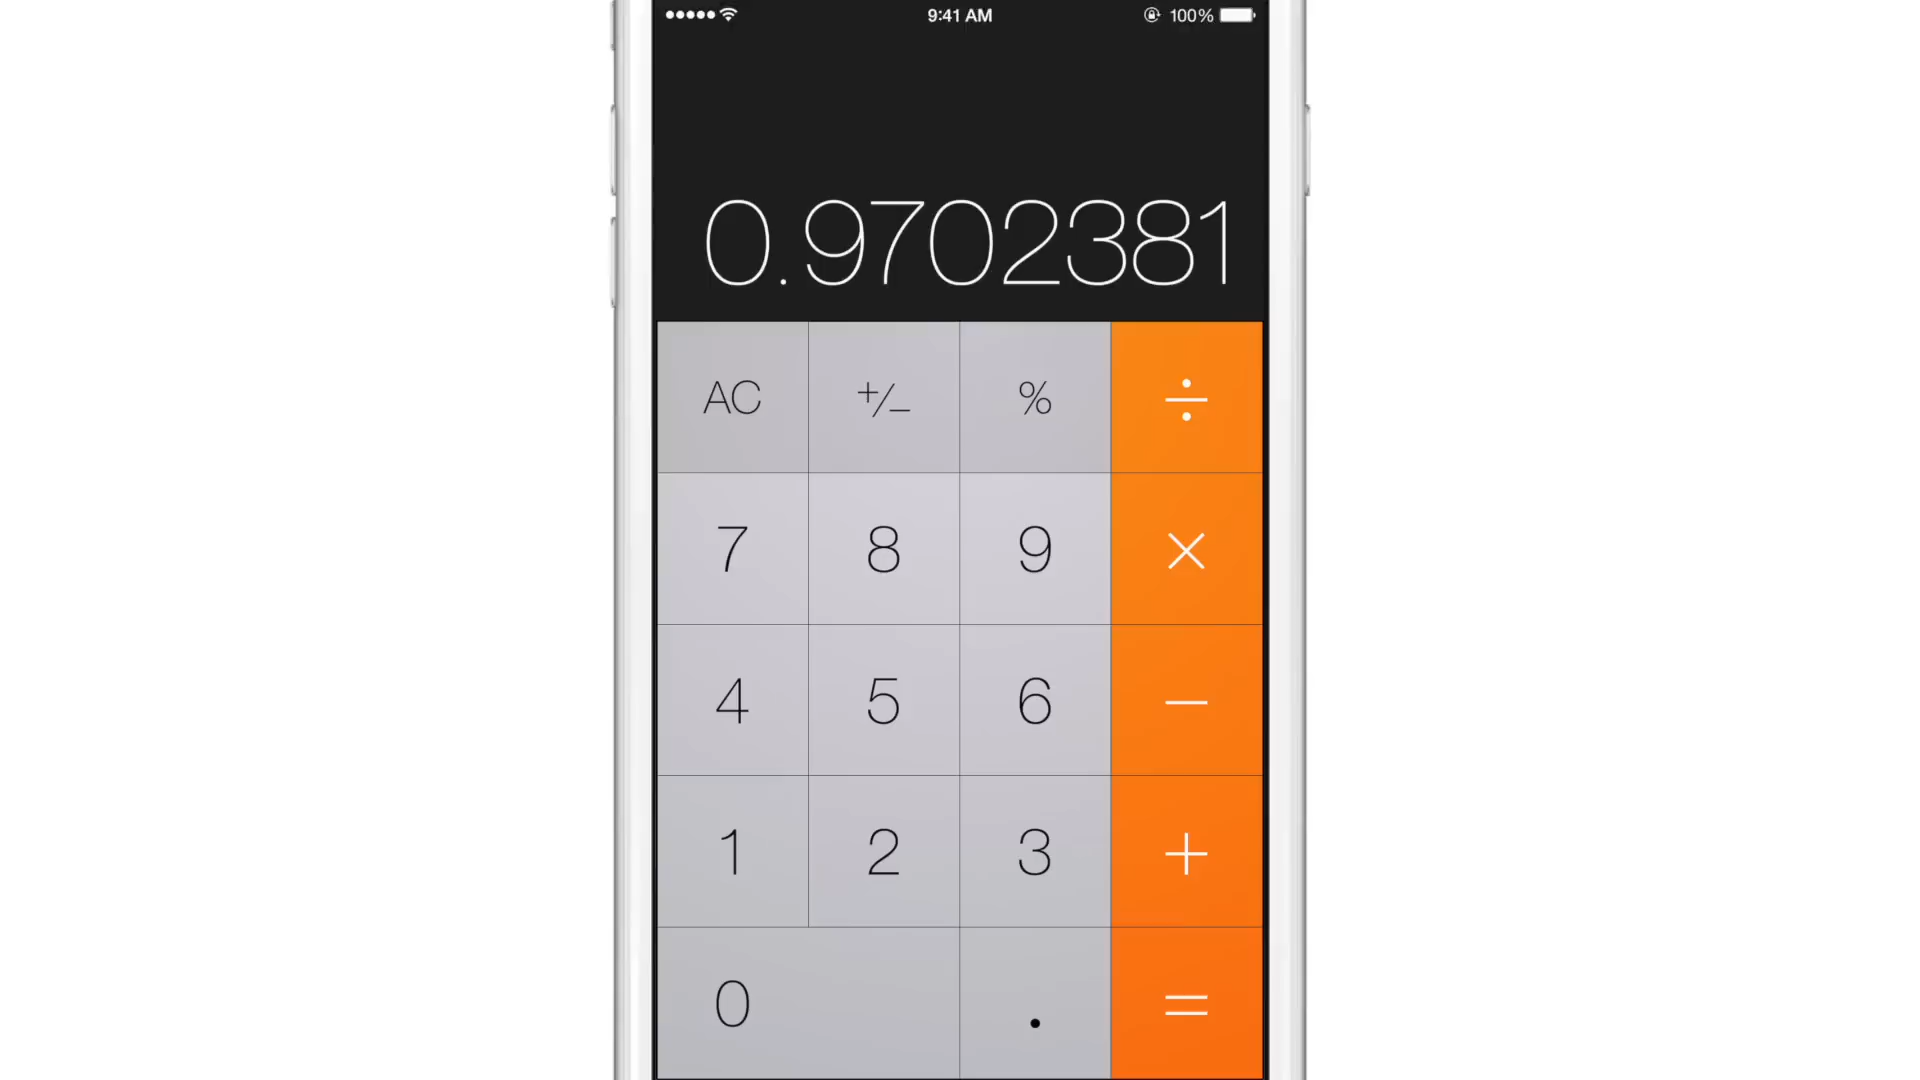 9:41 AM 100%
0.9702381
AC +/− % ÷
7 8 9 ×
4 5 6 −
1 2 3 +
0 . =